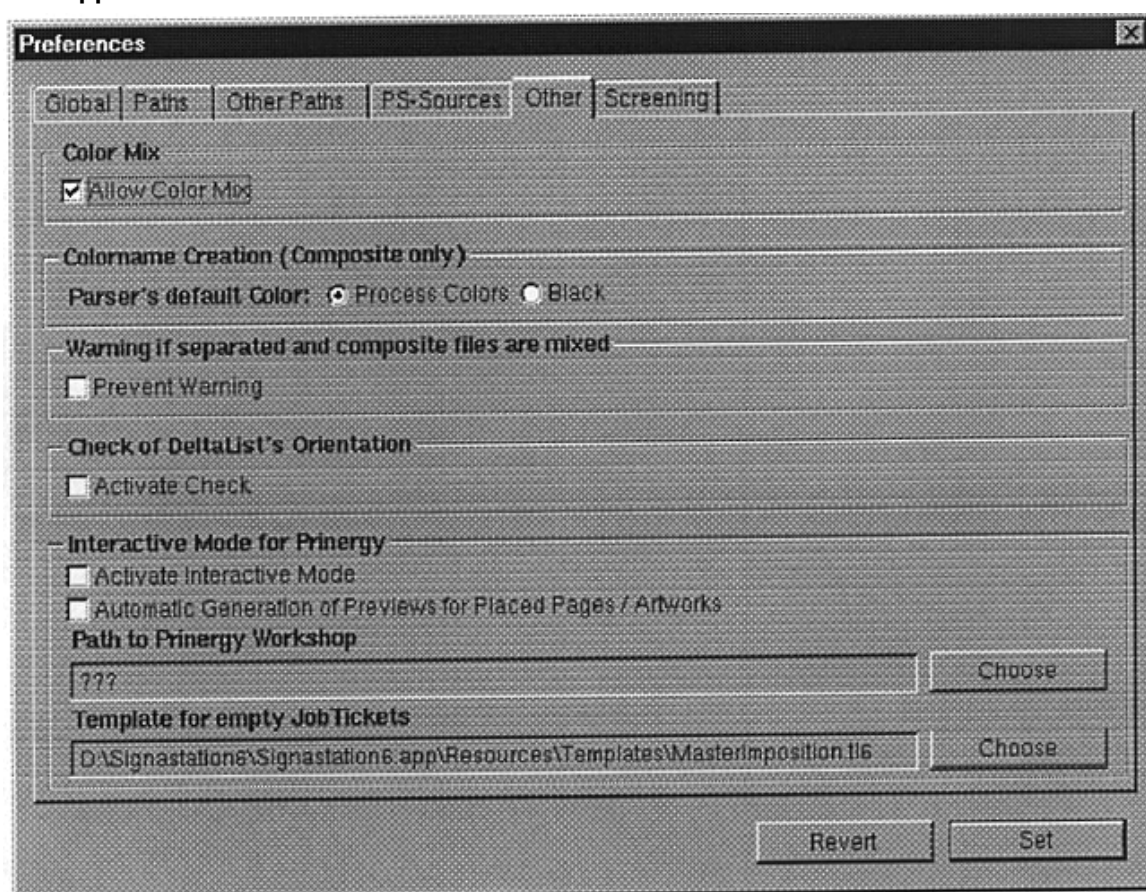 Preferences
Global Paths Other Paths PS-Sources Other Screening
Color Mix
Allow Color Mix
Colorname Creation (Composite only)
Parser's default Color: Process Colors Black
Warning if separated and composite files are mixed
Prevent Warning
Check of DeltaList's Orientation
Activate Check
Interactive Mode for Prinergy
Activate Interactive Mode
Automatic Generation of Previews for Placed Pages / Artworks
Path to Prinergy Workshop
??? Choose
Template for empty JobTickets
D:\Signastation6\Signastation6.app\Resources\Templates\MasterImposition.tl6 Choose
Revert Set